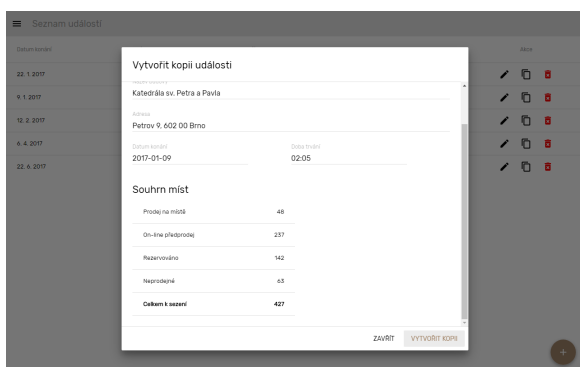 Seznam událostí
Datum konání
Akce
22. 1. 2017
9. 1. 2017
12. 2. 2017
6. 4. 2017
22. 6. 2017
Vytvořit kopii události
Katedrála sv. Petra a Pavla
Adresa
Petrov 9, 602 00 Brno
Datum konání
Doba trvání
2017-01-09
02:05
Souhrn míst
Prodej na místě 48
On-line předprodej 237
Rezervováno 142
Neprodejné 63
Celkem k sezení 427
ZAVŘÍT VYTVOŘIT KOPII